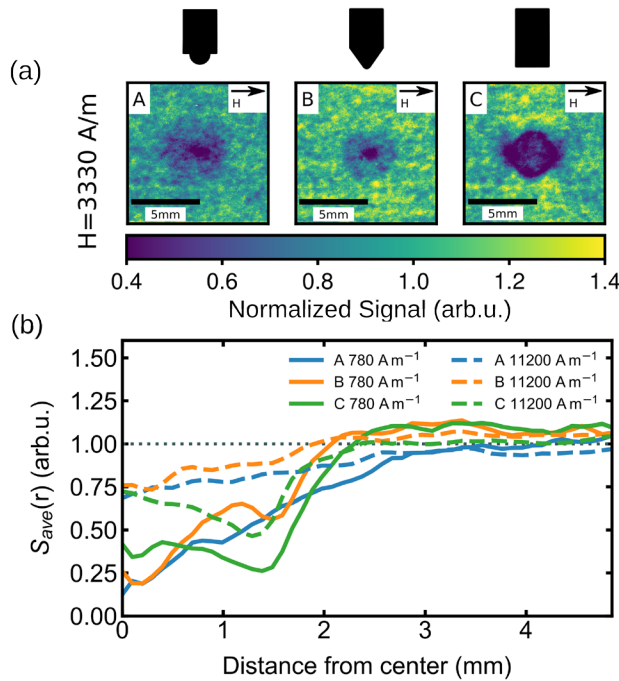 (a)
A
H
B
H
C
H
H=3330 A/m
5mm
5mm
5mm
0.4 0.6 0.8 1.0 1.2 1.4
Normalized Signal (arb.u.)
(b)
A 780 A m⁻¹
B 780 A m⁻¹
C 780 A m⁻¹
A 11200 A m⁻¹
B 11200 A m⁻¹
C 11200 A m⁻¹
1.50
1.25
1.00
0.75
0.50
0.25
0.00
S_ave(r) (arb.u.)
0 1 2 3 4
Distance from center (mm)